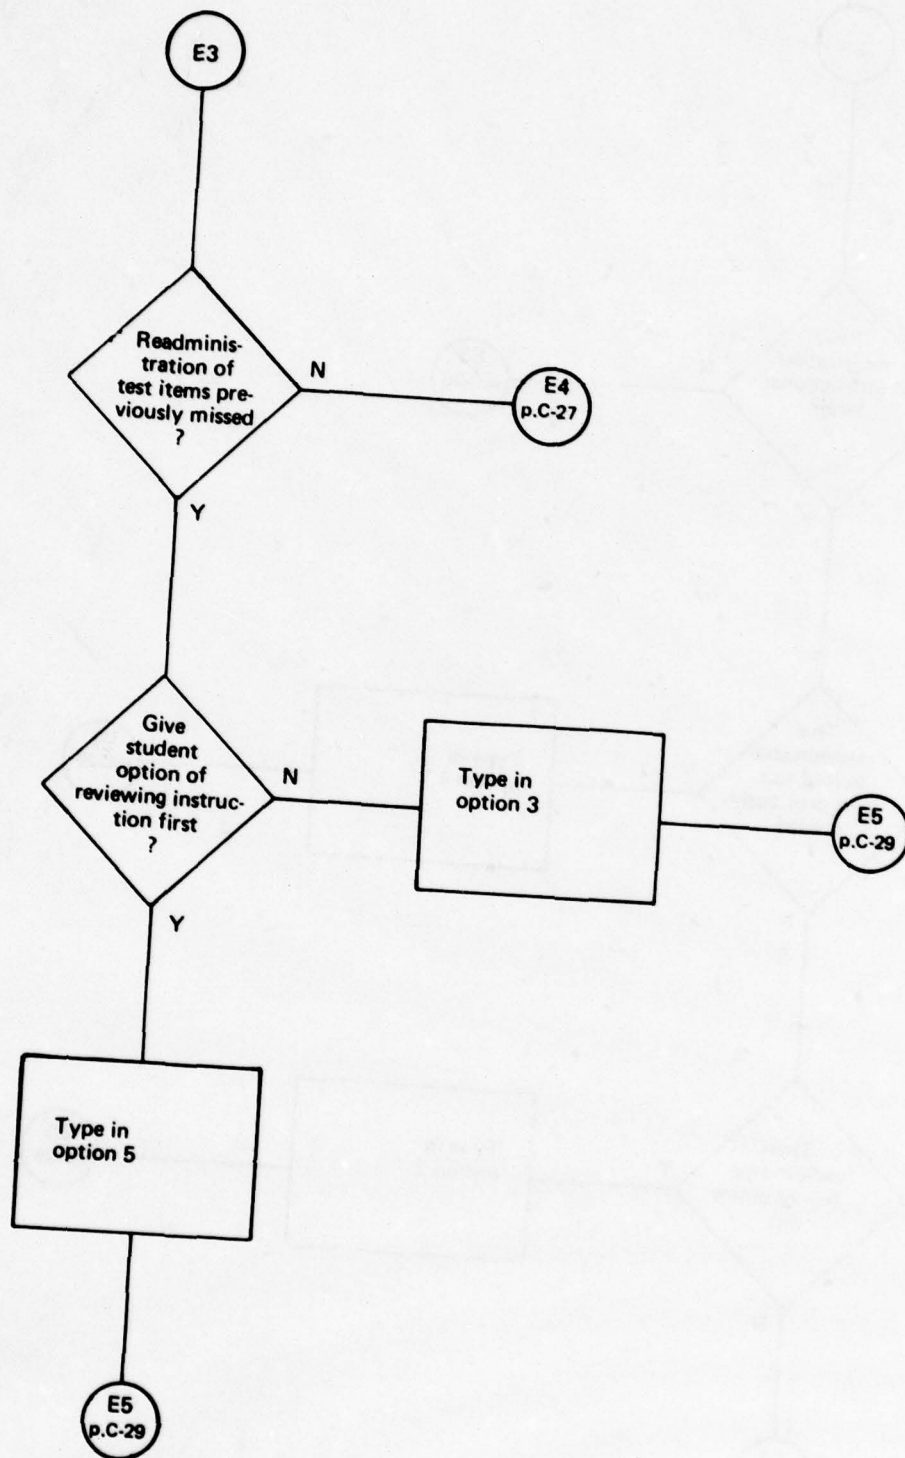 E3
Readminis-
tration of
test items pre-
viously missed
?
N
E4
p.C-27
Y
Give
student
option of
reviewing instruc-
tion first
?
N
Type in
option 3
E5
p.C-29
Y
Type in
option 5
E5
p.C-29